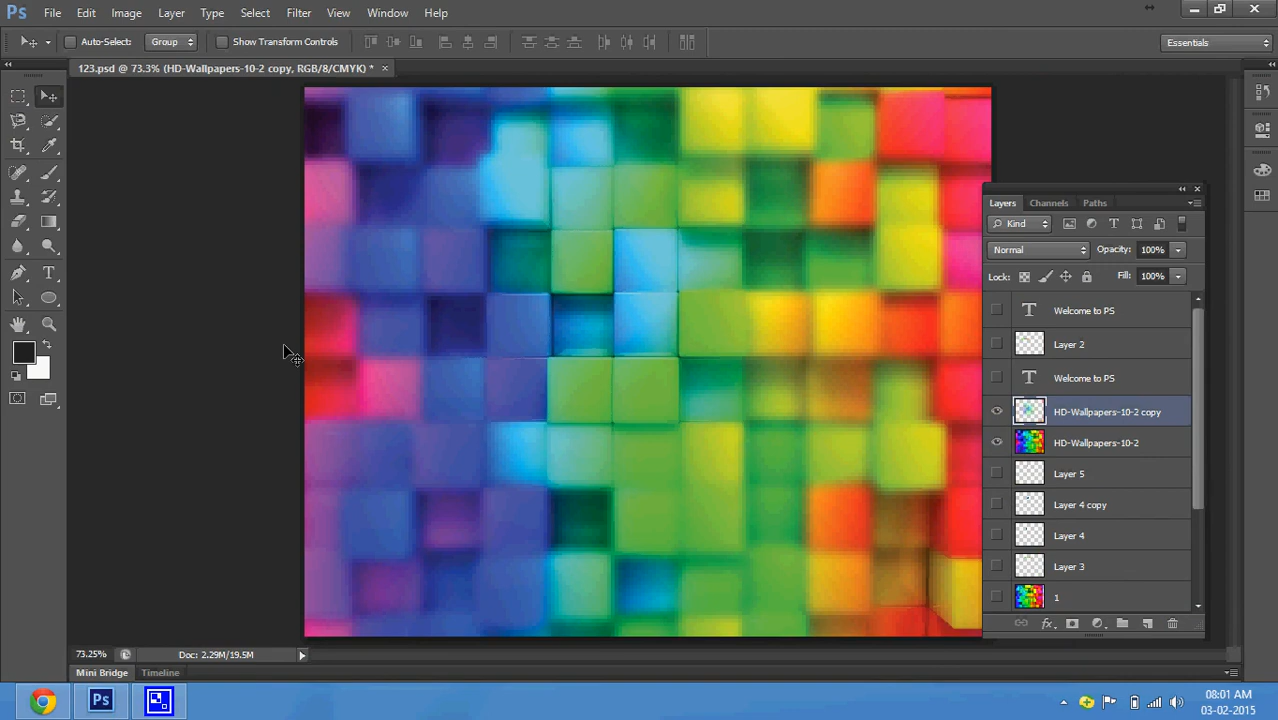 Ps File Edit Image Layer Type Select Filter View Window Help
Auto-Select: Group Show Transform Controls Essentials
123.psd @ 73.3% (HD-Wallpapers-10-2 copy, RGB/8/CMYK) * ×
Layers Channels Paths
Kind T
Normal Opacity: 100%
Lock: Fill: 100%
T Welcome to PS
Layer 2
T Welcome to PS
HD-Wallpapers-10-2 copy
HD-Wallpapers-10-2
Layer 5
Layer 4 copy
Layer 4
Layer 3
1
fx
73.25% Doc: 2.29M/19.5M
Mini Bridge Timeline
Ps
08:01 AM
03-02-2015